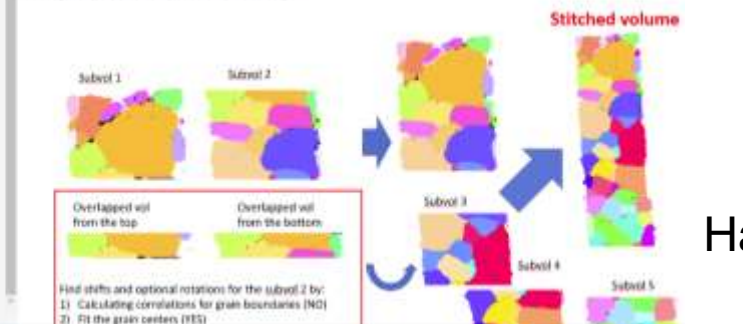 Stitched volume
Subvol 1
Subvol 2
Overlapped vol
from the top
Overlapped vol
from the bottom
Subvol 3
Subvol 4
Subvol 5
Find shifts and optional rotations for the subvol 2 by:
1) Calculating correlations for grain boundaries (NO)
2) Fit the grain centers (YES)
Ha